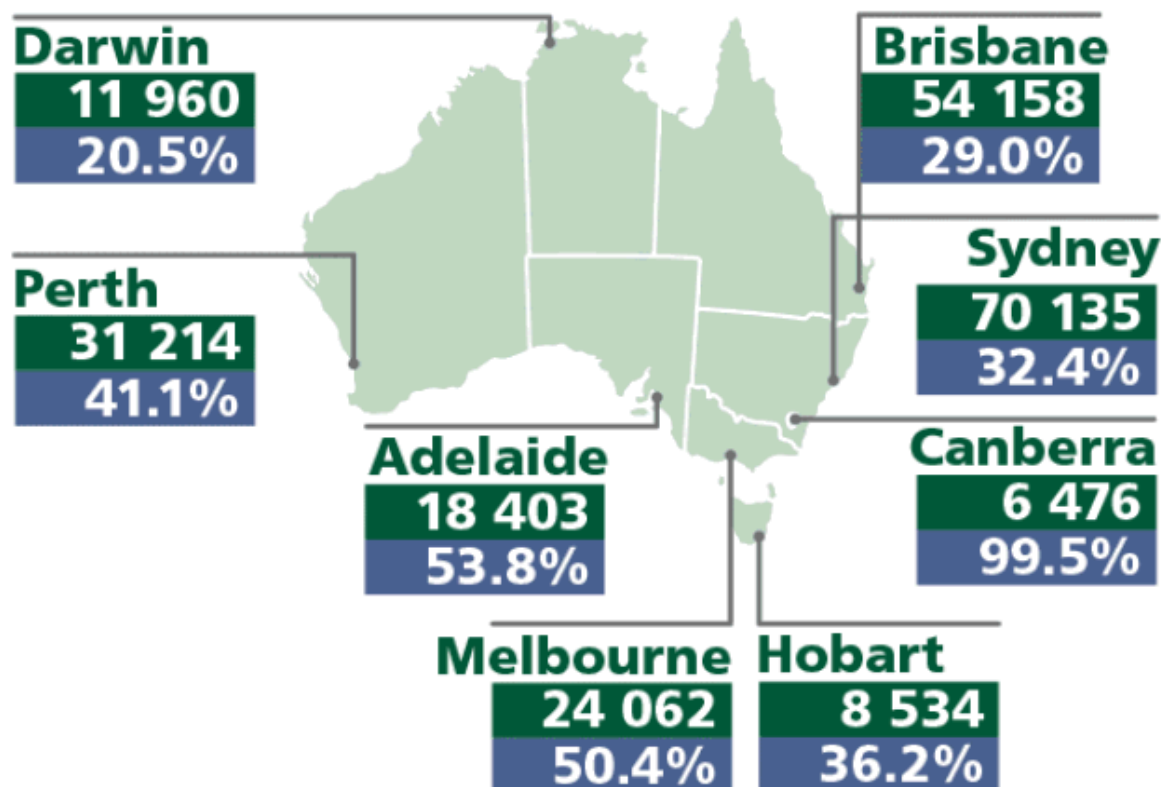 Darwin
11 960
20.5%
Brisbane
54 158
29.0%
Perth
31 214
41.1%
Sydney
70 135
32.4%
Adelaide
18 403
53.8%
Canberra
6 476
99.5%
Melbourne
24 062
50.4%
Hobart
8 534
36.2%